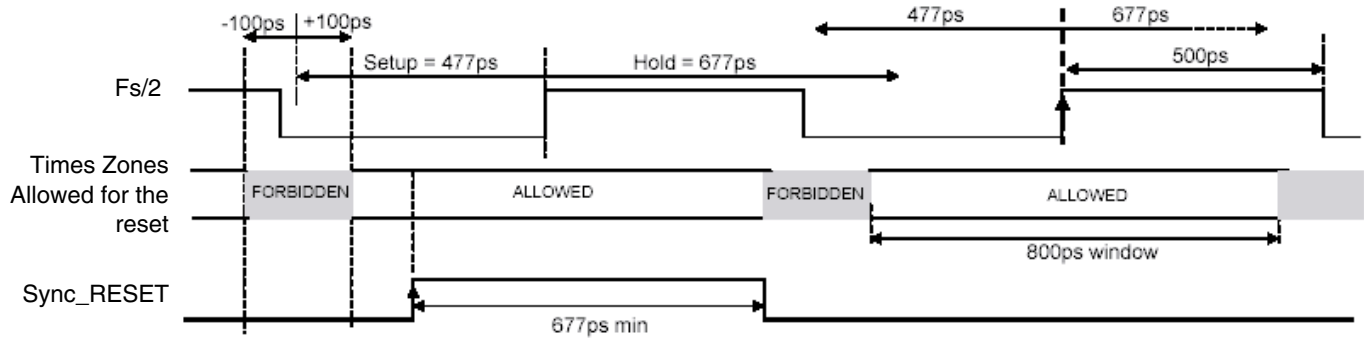 -100ps +100ps
477ps 677ps
Setup = 477ps Hold = 677ps
500ps
Fs/2
Times Zones
Allowed for the
reset
FORBIDDEN ALLOWED FORBIDDEN ALLOWED
800ps window
Sync_RESET
677ps min